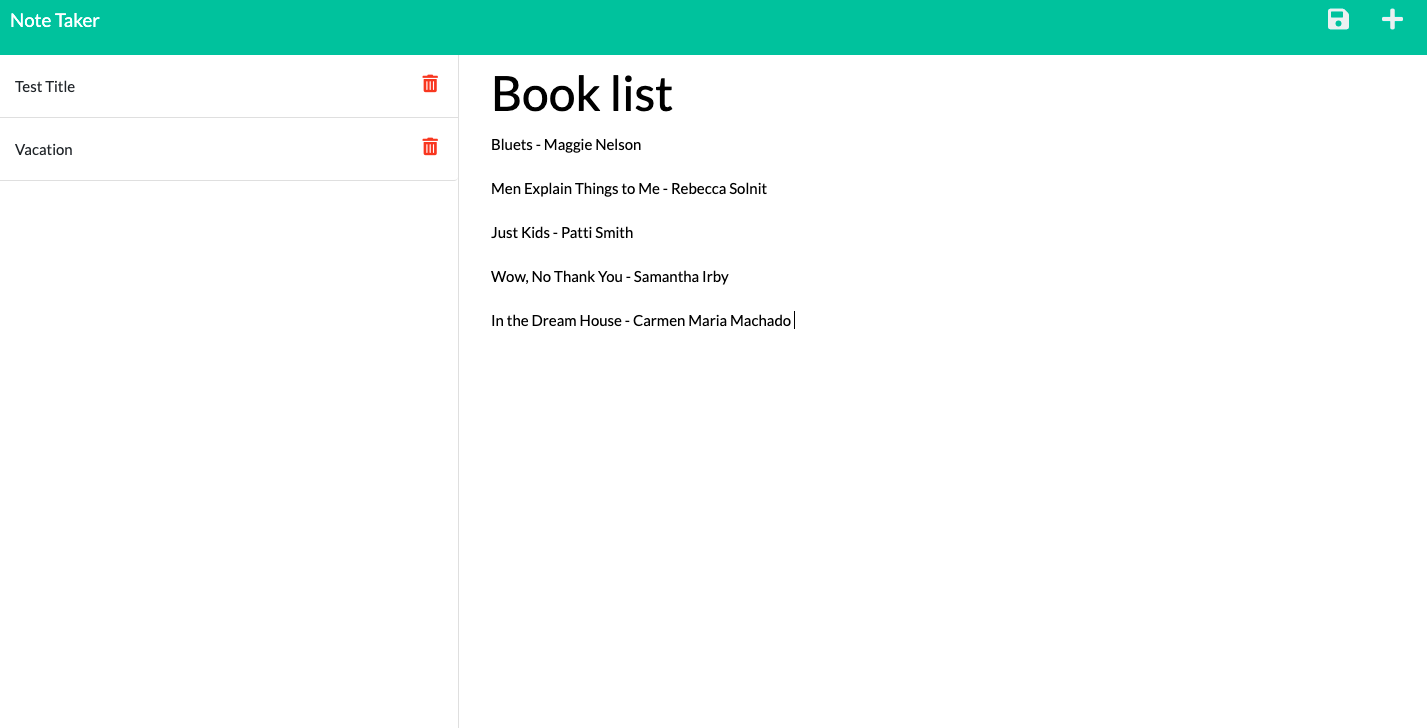 Note Taker
Test Title
Vacation
Book list
Bluets - Maggie Nelson
Men Explain Things to Me - Rebecca Solnit
Just Kids - Patti Smith
Wow, No Thank You - Samantha Irby
In the Dream House - Carmen Maria Machado